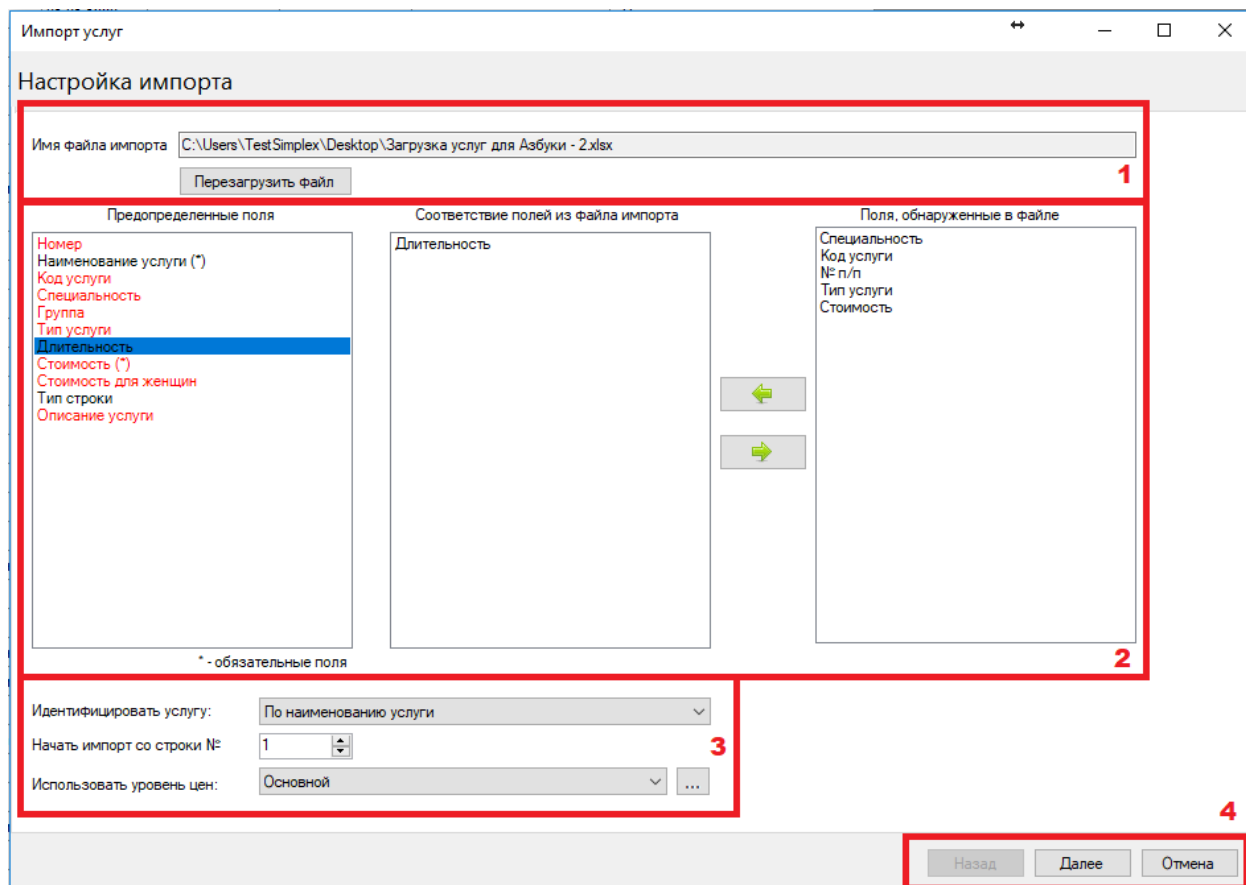 Импорт услуг
Настройка импорта
Имя файла импорта C:\Users\TestSimplex\Desktop\Загрузка услуг для Азбуки - 2.xlsx
Перезагрузить файл
1
Предопределенные поля
Номер
Наименование услуги (*)
Код услуги
Специальность
Группа
Тип услуги
Длительность
Стоимость (*)
Стоимость для женщин
Тип строки
Описание услуги
* - обязательные поля
Соответствие полей из файла импорта
Длительность
Поля, обнаруженные в файле
Специальность
Код услуги
№ п/п
Тип услуги
Стоимость
2
Идентифицировать услугу: По наименованию услуги
Начать импорт со строки № 1
Использовать уровень цен: Основной ...
3
4
Назад Далее Отмена